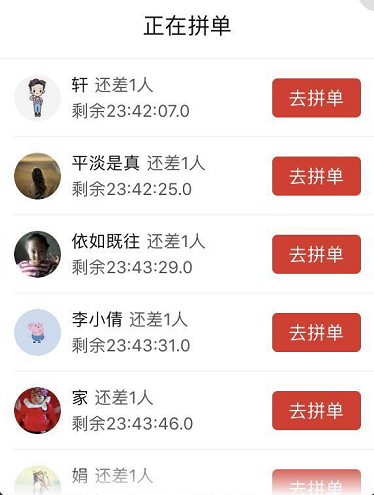 正在拼单
轩 还差1人
剩余23:42:07.0
去拼单
平淡是真 还差1人
剩余23:42:25.0
去拼单
依如既往 还差1人
剩余23:43:29.0
去拼单
李小倩 还差1人
剩余23:43:31.0
去拼单
家 还差1人
剩余23:43:46.0
去拼单
娟 还差1人
去拼单